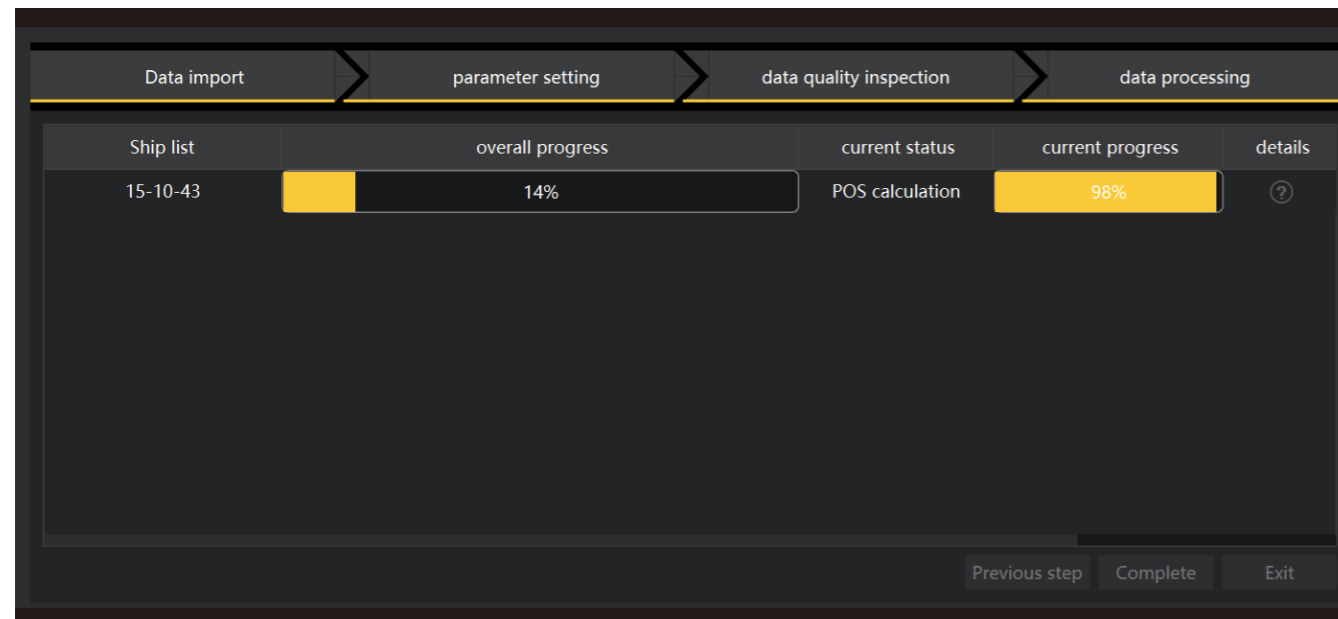 Data import parameter setting data quality inspection data processing
Ship list overall progress current status current progress details
15-10-43 14% POS calculation 98% ?
Previous step Complete Exit